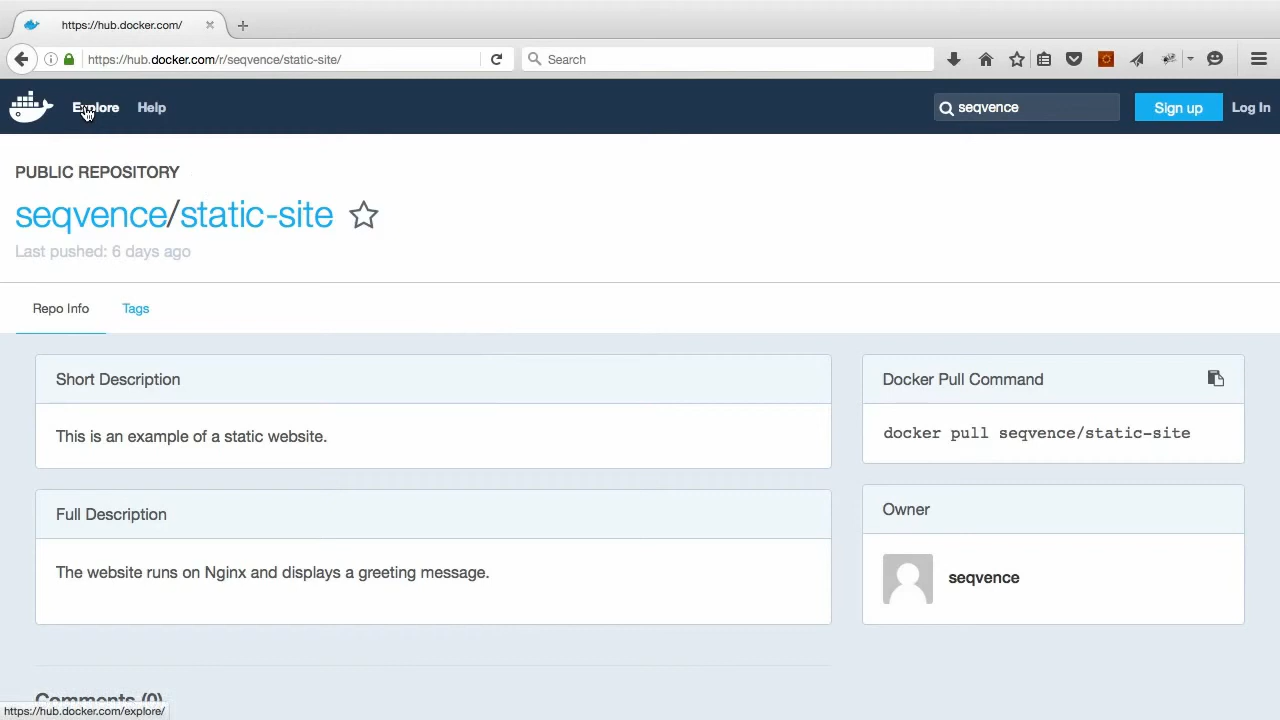 https://hub.docker.com/
https://hub.docker.com/r/seqvence/static-site/
Search
Explore
Help
seqvence
Sign up
Log In
PUBLIC REPOSITORY
seqvence/static-site
Last pushed: 6 days ago
Repo Info
Tags
Short Description
This is an example of a static website.
Docker Pull Command
docker pull seqvence/static-site
Full Description
The website runs on Nginx and displays a greeting message.
Owner
seqvence
Comments (0)
https://hub.docker.com/explore/